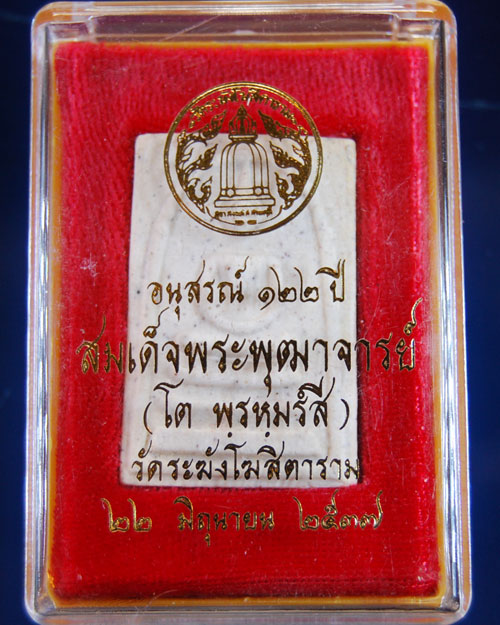 อนุสรณ์ ๑๒๒ ปี
สมเด็จพระพุฒาจารย์
(โต พฺรหฺมรํสี)
วัดระฆังโฆสิตาราม
๒๒ มิถุนายน ๒๕๓๗